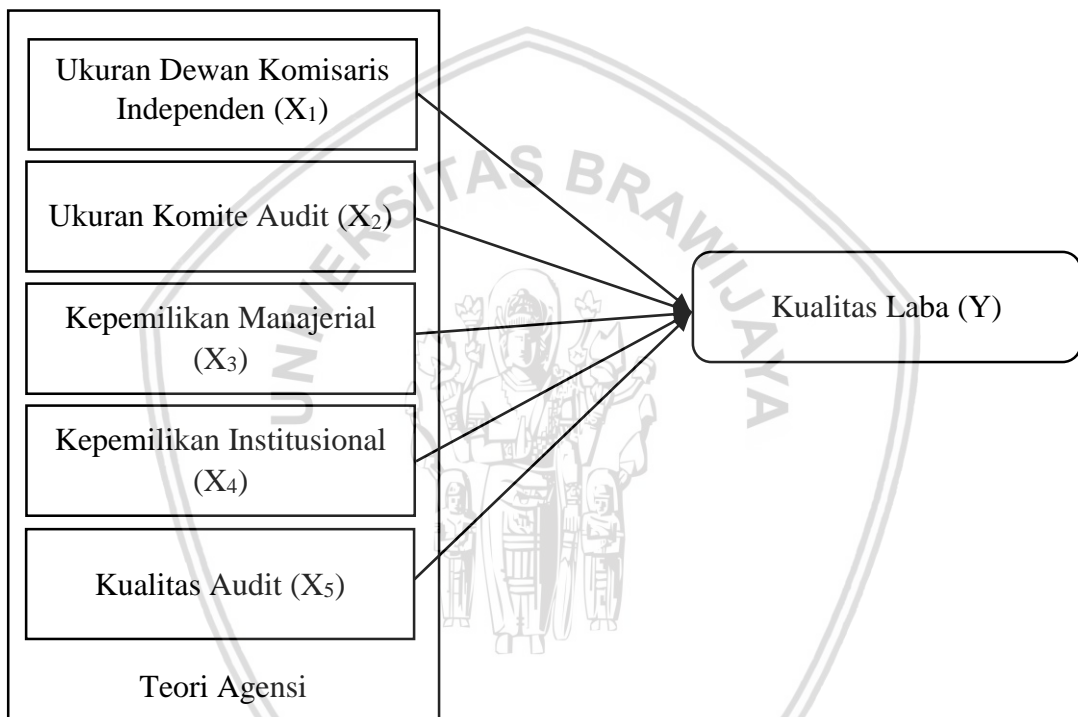 Ukuran Dewan Komisaris
Independen (X₁)
Ukuran Komite Audit (X₂)
Kepemilikan Manajerial
(X₃)
Kepemilikan Institusional
(X₄)
Kualitas Audit (X₅)
Teori Agensi
Kualitas Laba (Y)
UNIVERSITAS BRAWIJAYA